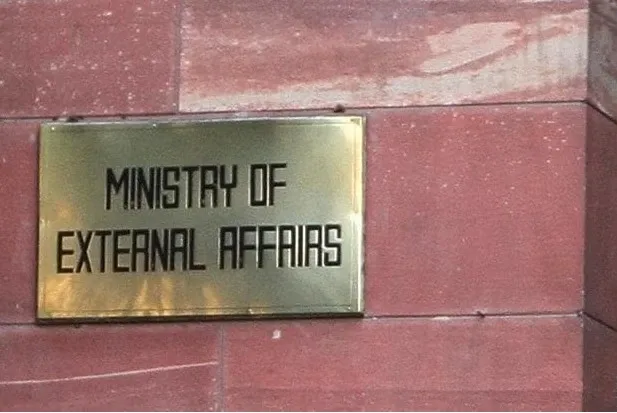 MINISTRY OF
EXTERNAL AFFAIRS